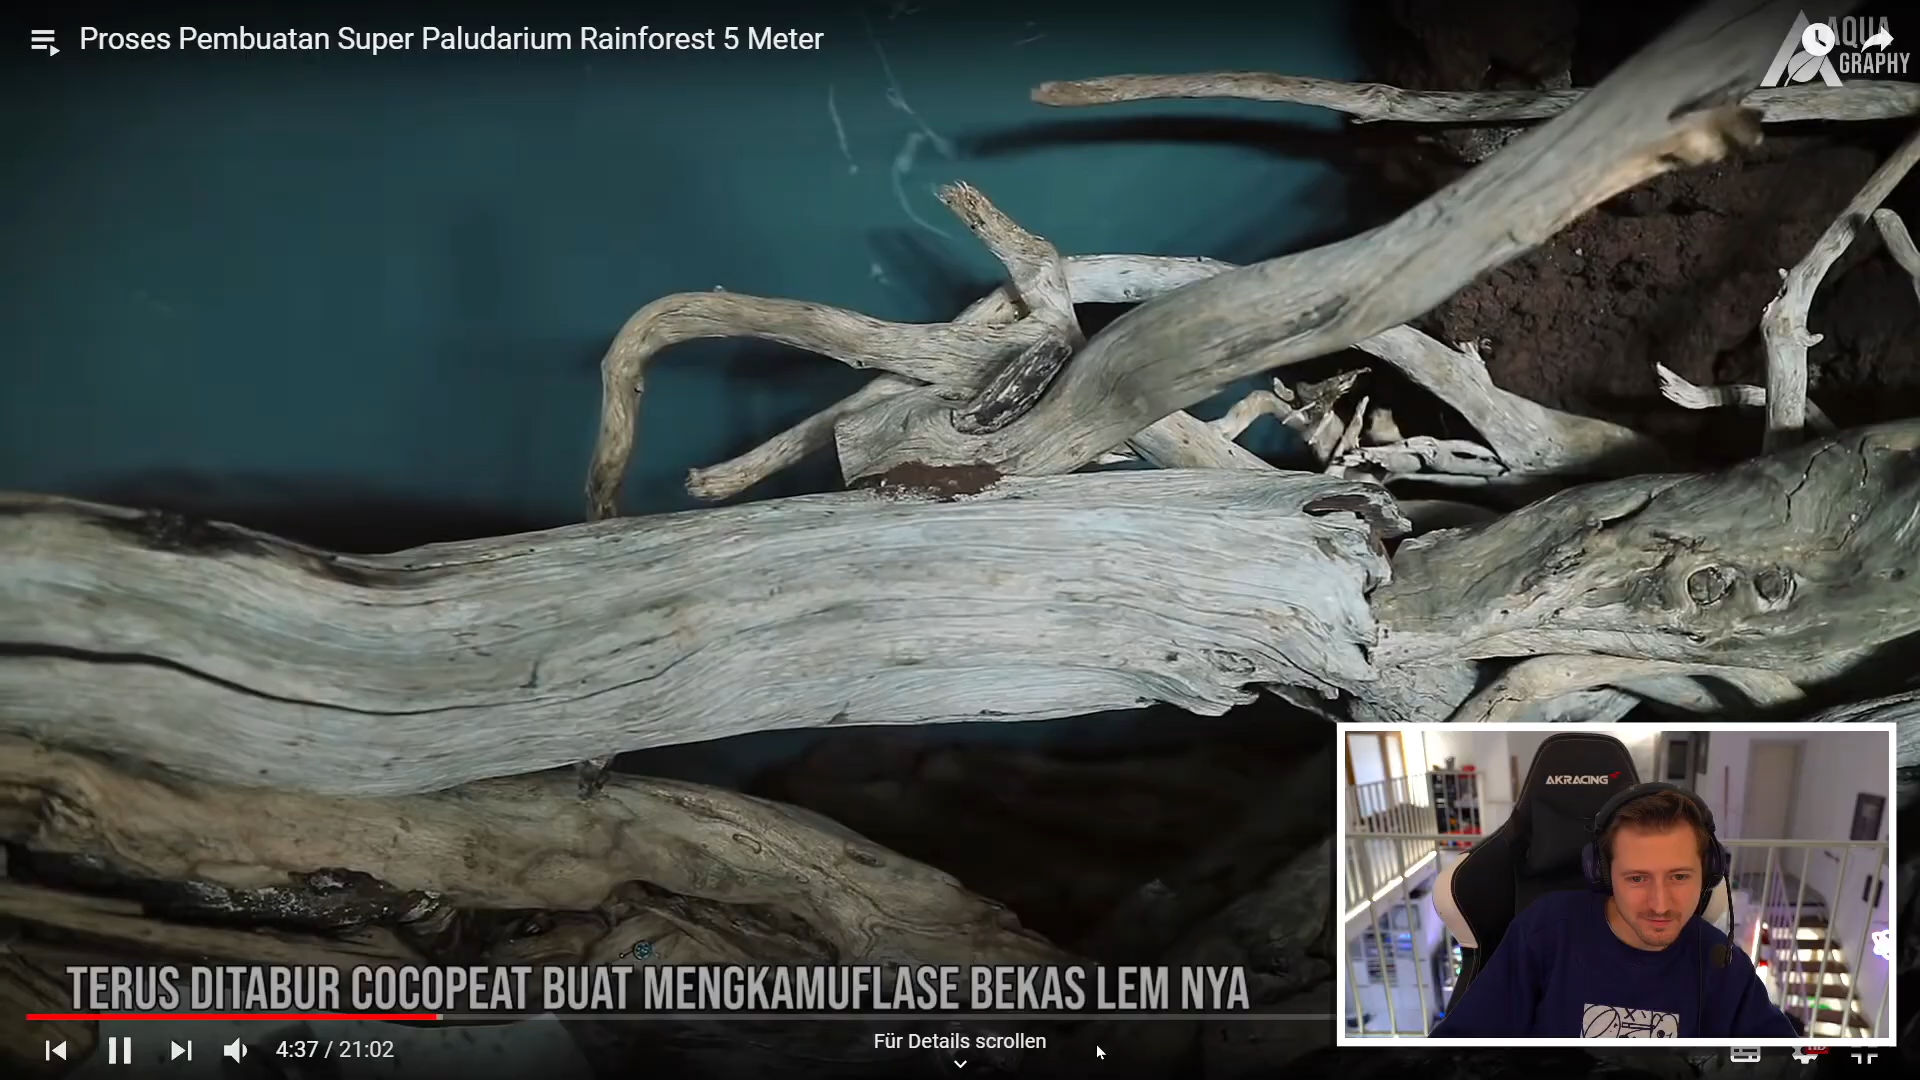 Proses Pembuatan Super Paludarium Rainforest 5 Meter
AQUA
GRAPHY
AKRACING
TERUS DITABUR COCOPEAT BUAT MENGKAMUFLASE BEKAS LEM NYA
Für Details scrollen
4:37 / 21:02
HD